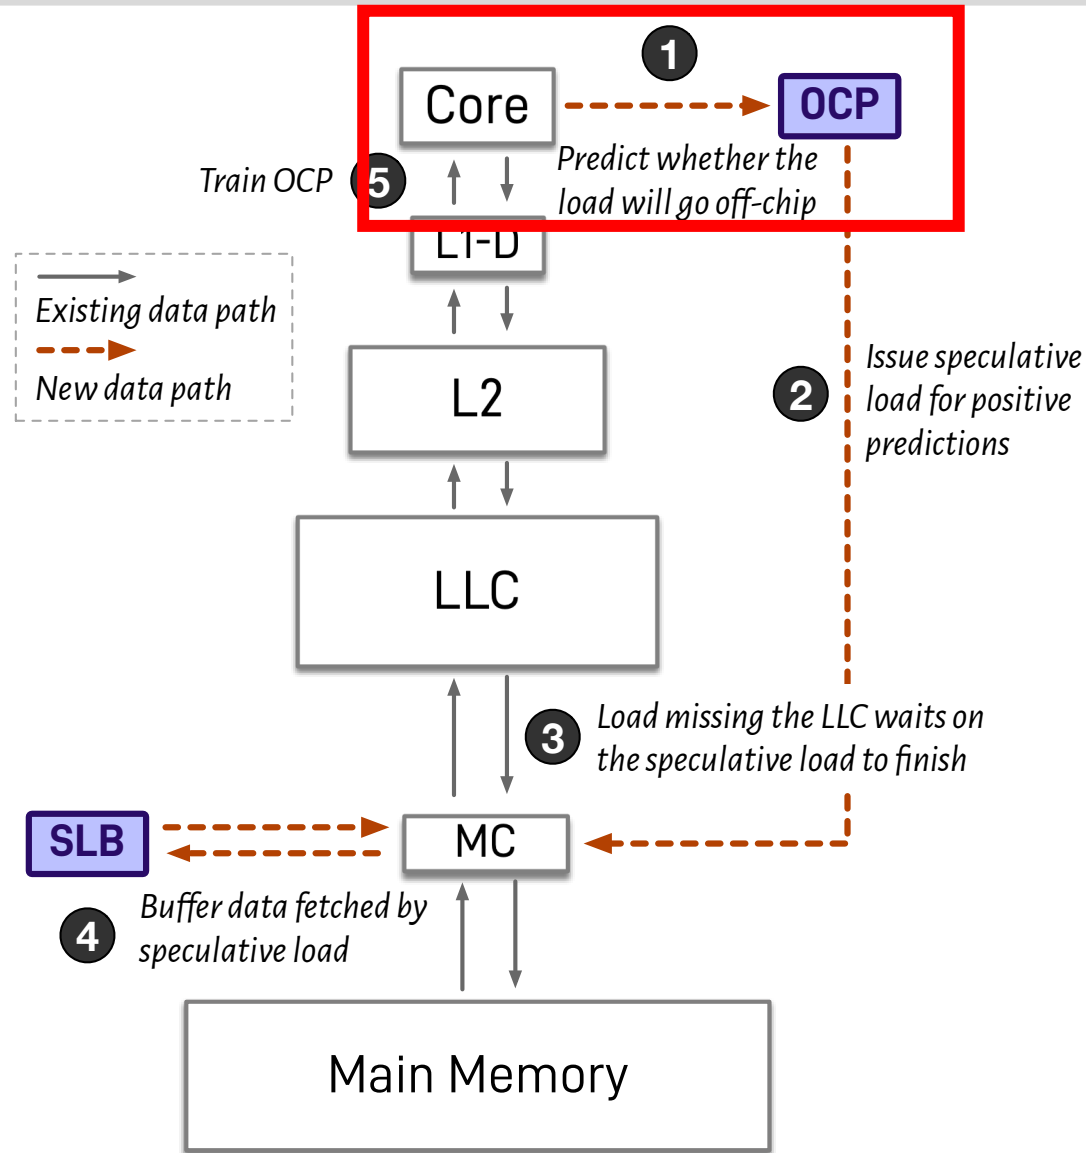 1
Core
OCP
Predict whether the
load will go off-chip
Train OCP
5
L1-D
Existing data path
New data path
L2
2
Issue speculative
load for positive
predictions
LLC
3
Load missing the LLC waits on
the speculative load to finish
SLB
MC
4
Buffer data fetched by
speculative load
Main Memory